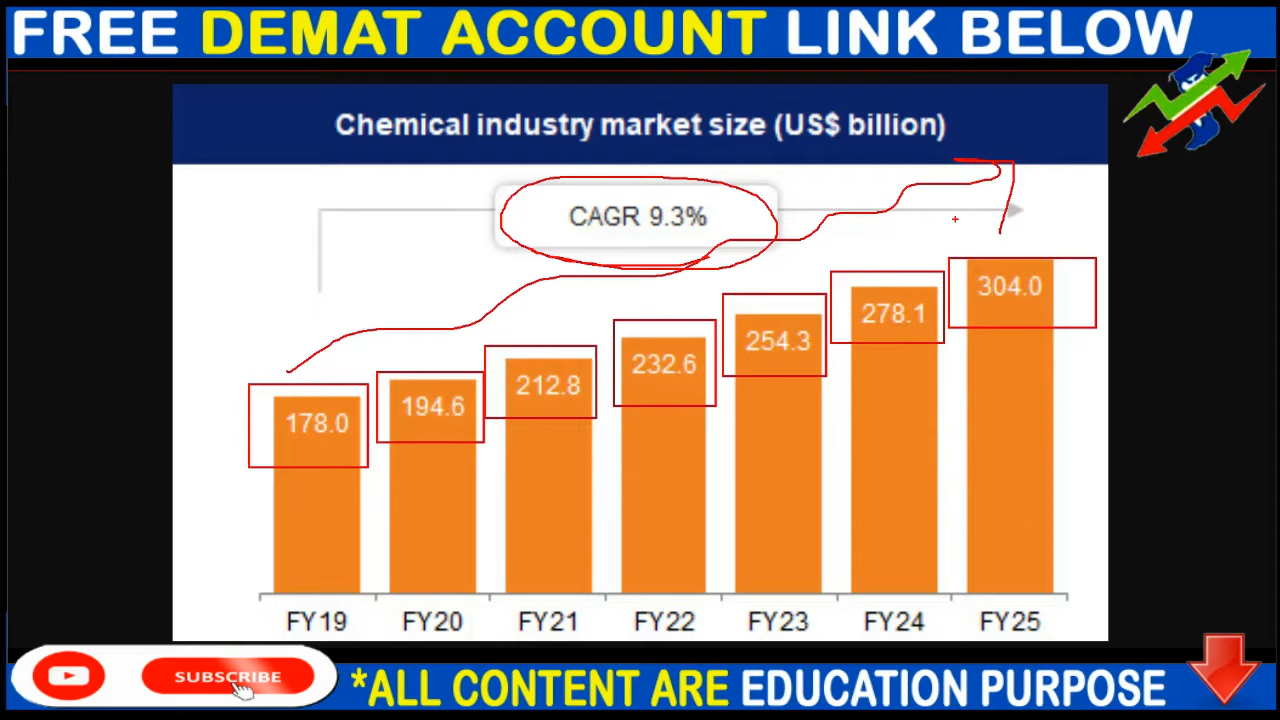 FREE DEMAT ACCOUNT LINK BELOW
Chemical industry market size (US$ billion)
CAGR 9.3%
178.0
194.6
212.8
232.6
254.3
278.1
304.0
FY19 FY20 FY21 FY22 FY23 FY24 FY25
SUBSCRIBE
*ALL CONTENT ARE EDUCATION PURPOSE